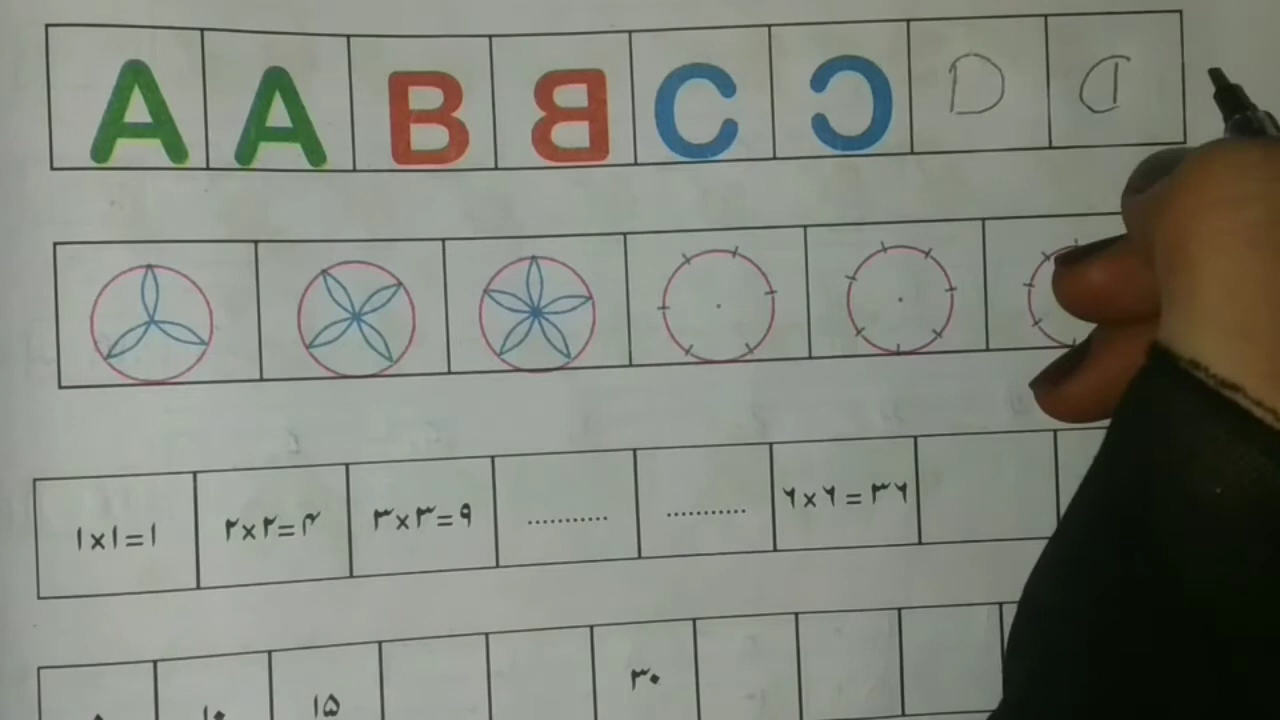 A A B B C C D D
۱×۱=۱ ۲×۲=۴ ۳×۳=۹ .......... .......... ۶×۶=۳۶
۱۰ ۱۵ ۳۰